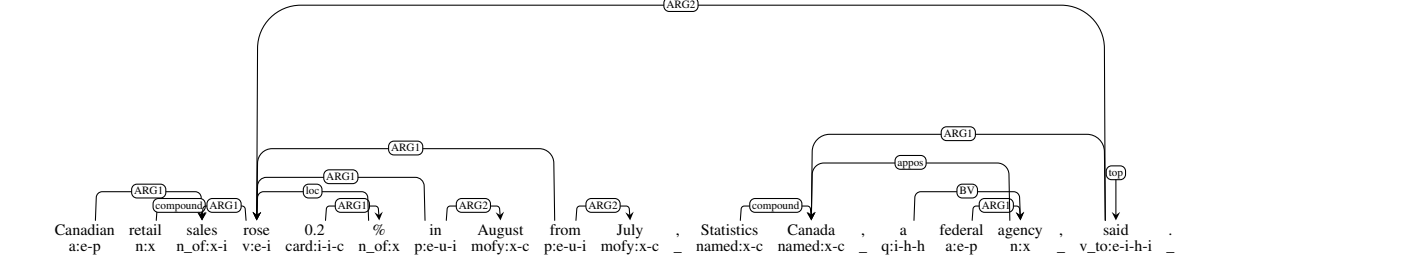 ARG2
ARG1 ARG1
appos
ARG1 top
ARG1 loc BV
compound ARG1 ARG1 ARG2 ARG2 compound ARG1
Canadian retail sales rose 0.2 % in August from July , Statistics Canada , a federal agency , said .
a:e-p n:x n_of:x-i v:e-i card:i-i-c n_of:x p:e-u-i mofy:x-c p:e-u-i mofy:x-c _ named:x-c named:x-c _ q:i-h-h a:e-p n:x _ v_to:e-i-h-i _